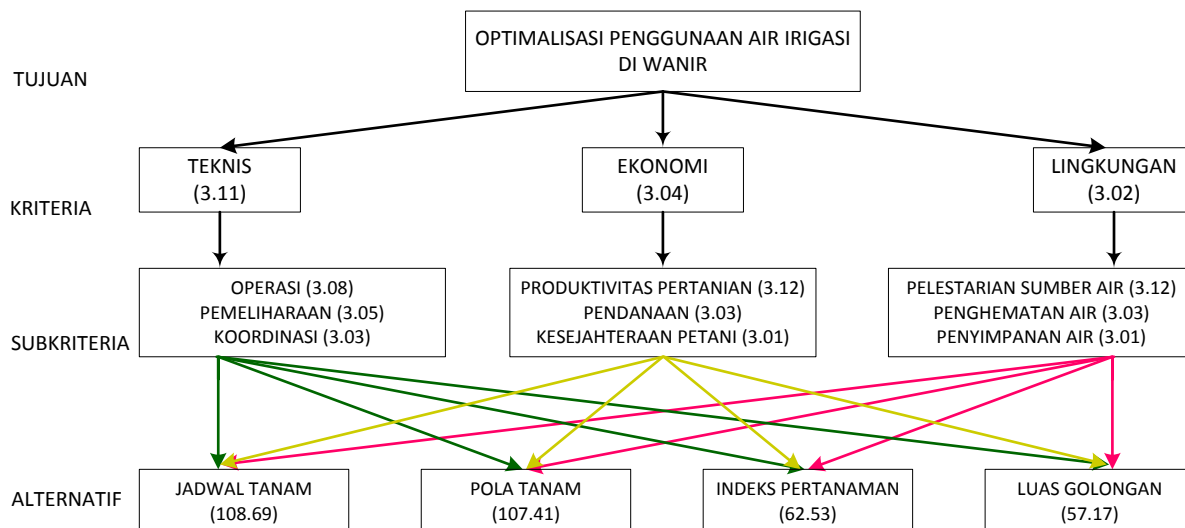 OPTIMALISASI PENGGUNAAN AIR IRIGASI
DI WANIR
TUJUAN
TEKNIS
(3.11)
EKONOMI
(3.04)
LINGKUNGAN
(3.02)
KRITERIA
OPERASI (3.08)
PEMELIHARAAN (3.05)
KOORDINASI (3.03)
PRODUKTIVITAS PERTANIAN (3.12)
PENDANAAN (3.03)
KESEJAHTERAAN PETANI (3.01)
PELESTARIAN SUMBER AIR (3.12)
PENGHEMATAN AIR (3.03)
PENYIMPANAN AIR (3.01)
SUBKRITERIA
JADWAL TANAM
(108.69)
POLA TANAM
(107.41)
INDEKS PERTANAMAN
(62.53)
LUAS GOLONGAN
(57.17)
ALTERNATIF